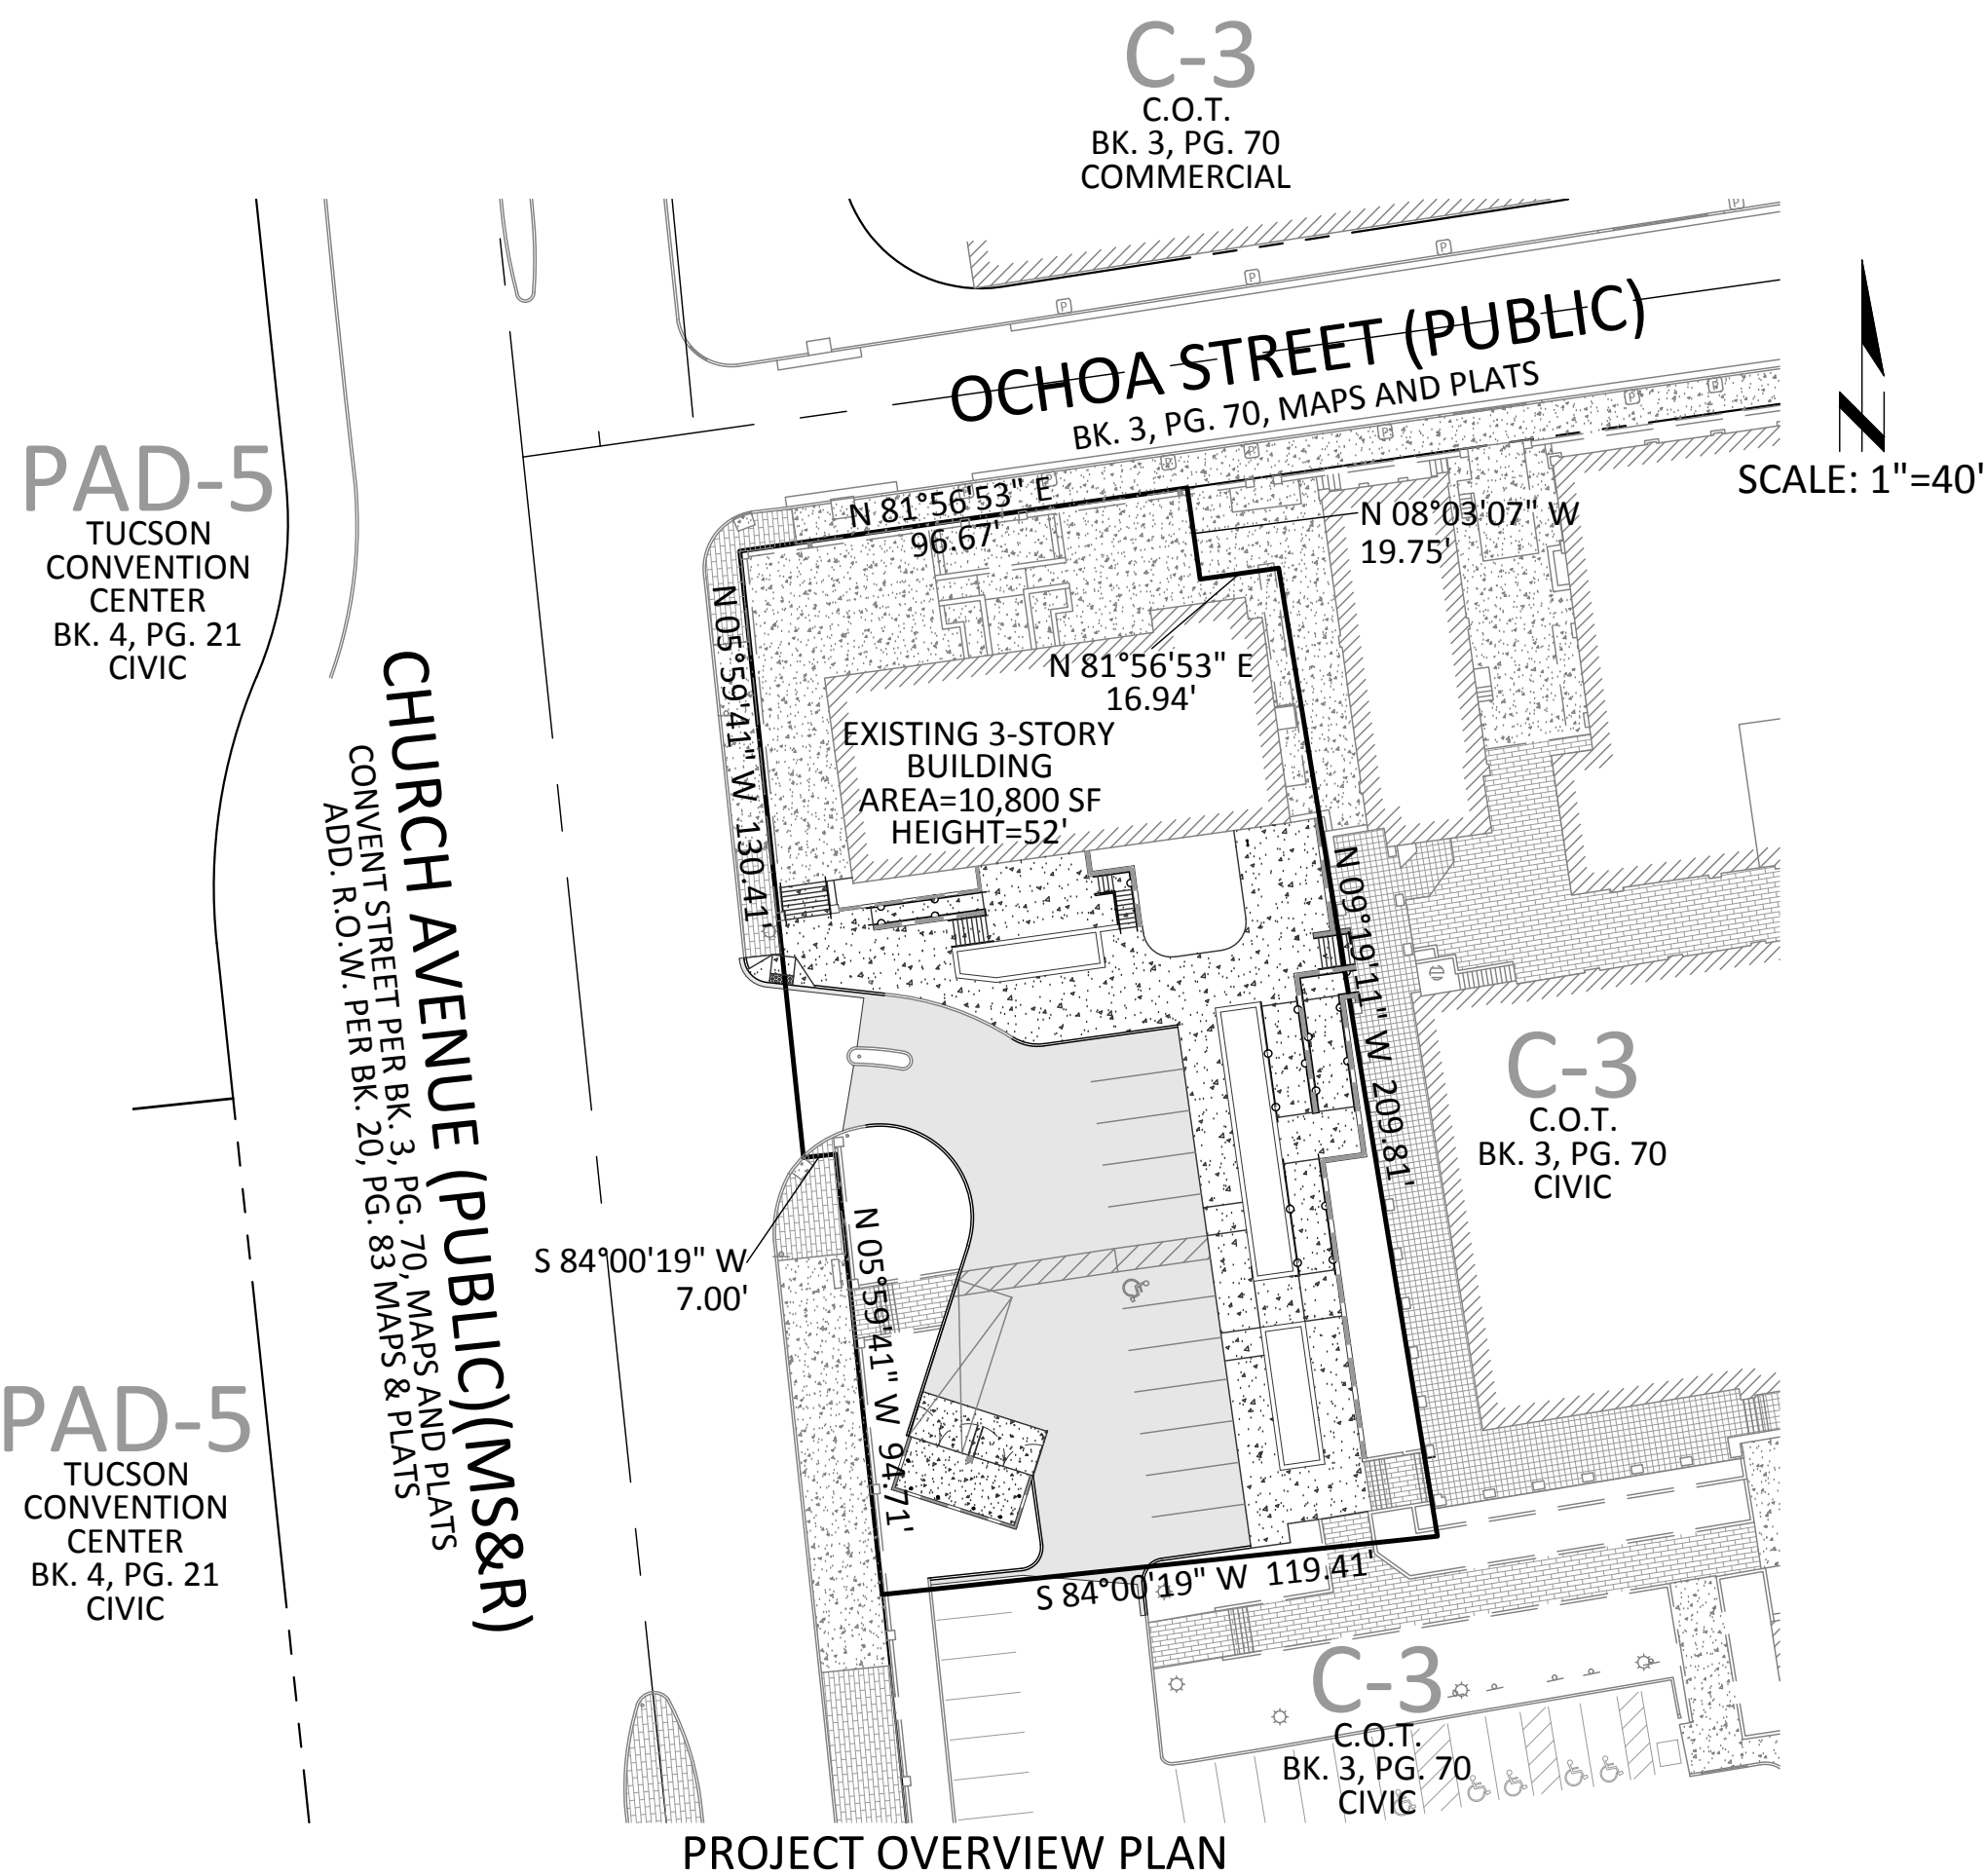 C-3
C.O.T.
BK. 3, PG. 70
COMMERCIAL
P
P
P
P
OCHOA STREET (PUBLIC)
BK. 3, PG. 70, MAPS AND PLATS
P
P
P
P
P
P
SCALE: 1"=40'
PAD-5
TUCSON
CONVENTION
CENTER
BK. 4, PG. 21
CIVIC
N 81°56'53" E
96.67'
N 08°03'07" W
19.75'
N 05°59'41" W 130.41'
N 81°56'53" E
16.94'
EXISTING 3-STORY
BUILDING
AREA=10,800 SF
HEIGHT=52'
CHURCH AVENUE (PUBLIC)(MS&R)
CONVENT STREET PER BK. 3, PG. 70, MAPS AND PLATS
ADD. R.O.W. PER BK. 20, PG. 83 MAPS & PLATS
N 09°19'11" W 209.81'
C-3
C.O.T.
BK. 3, PG. 70
CIVIC
S 84°00'19" W
7.00'
N 05°59'41" W 94.71'
PAD-5
TUCSON
CONVENTION
CENTER
BK. 4, PG. 21
CIVIC
S 84°00'19" W 119.41'
C-3
C.O.T.
BK. 3, PG. 70
CIVIC
PROJECT OVERVIEW PLAN